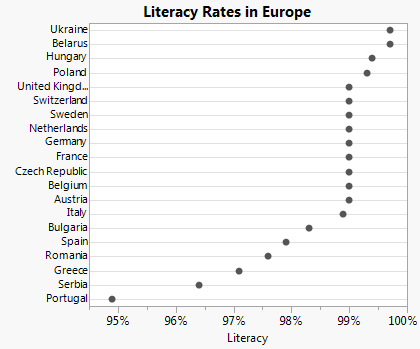 Literacy Rates in Europe
Ukraine
Belarus
Hungary
Poland
United Kingd...
Switzerland
Sweden
Netherlands
Germany
France
Czech Republic
Belgium
Austria
Italy
Bulgaria
Spain
Romania
Greece
Serbia
Portugal
95% 96% 97% 98% 99% 100%
Literacy